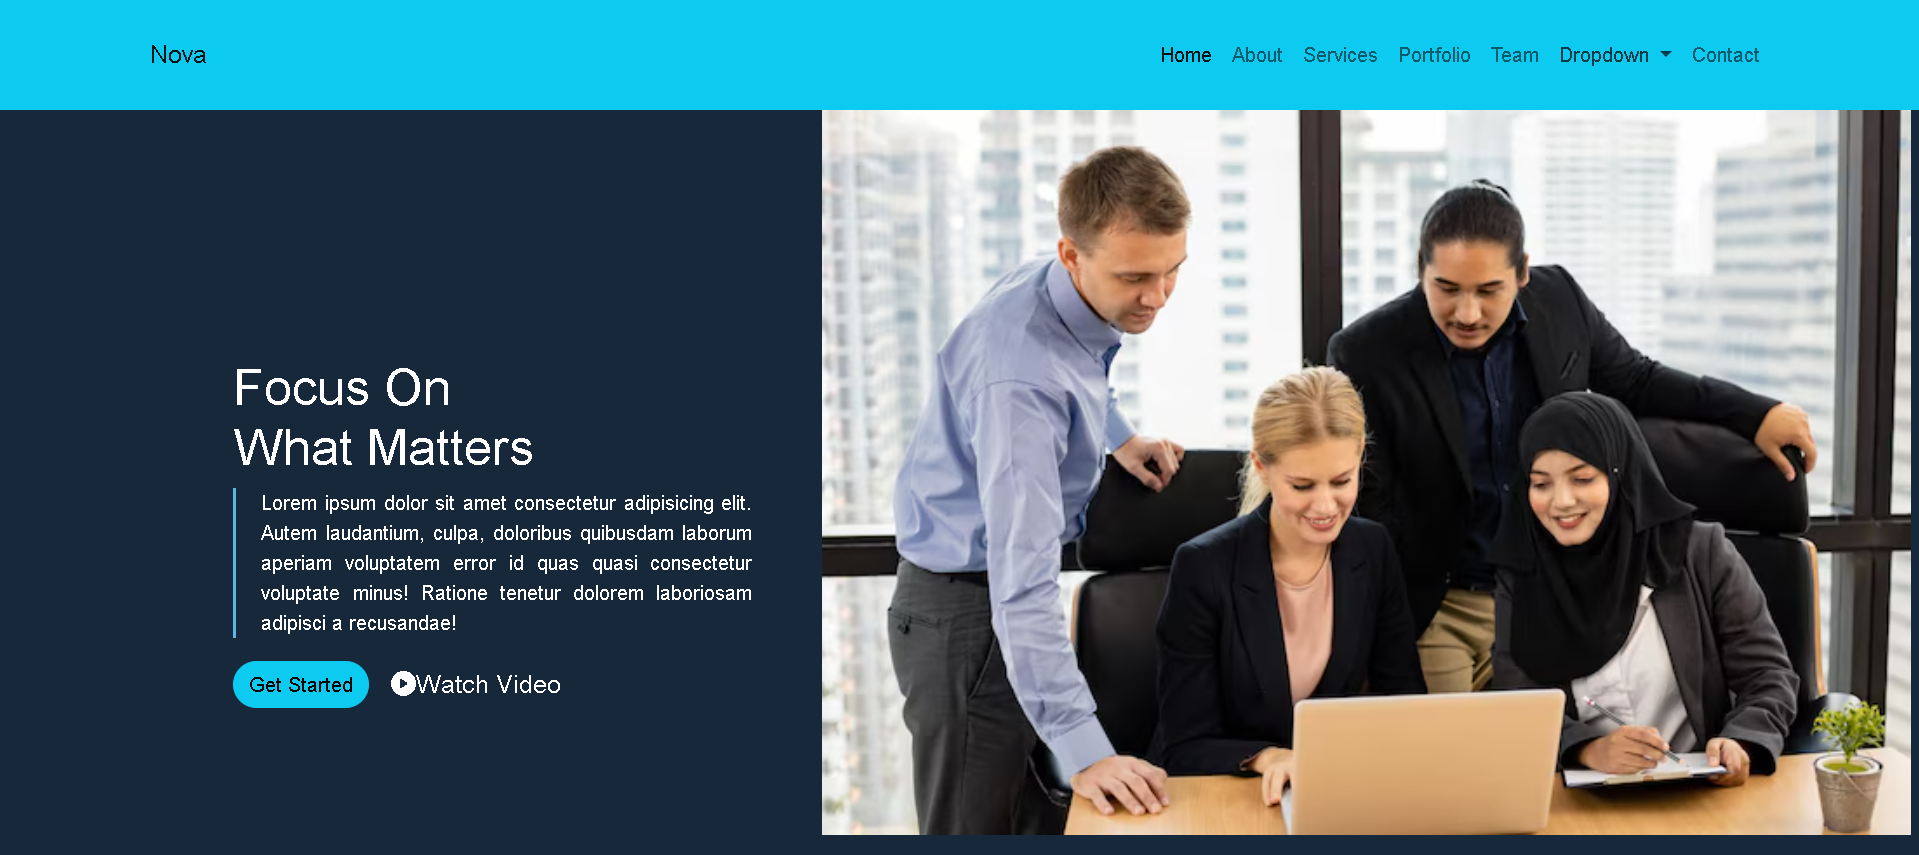 Nova
Home About Services Portfolio Team Dropdown Contact
Focus On
What Matters
Lorem ipsum dolor sit amet consectetur adipisicing elit.
Autem laudantium, culpa, doloribus quibusdam laborum
aperiam voluptatem error id quas quasi consectetur
voluptate minus! Ratione tenetur dolorem laboriosam
adipisci a recusandae!
Get Started Watch Video